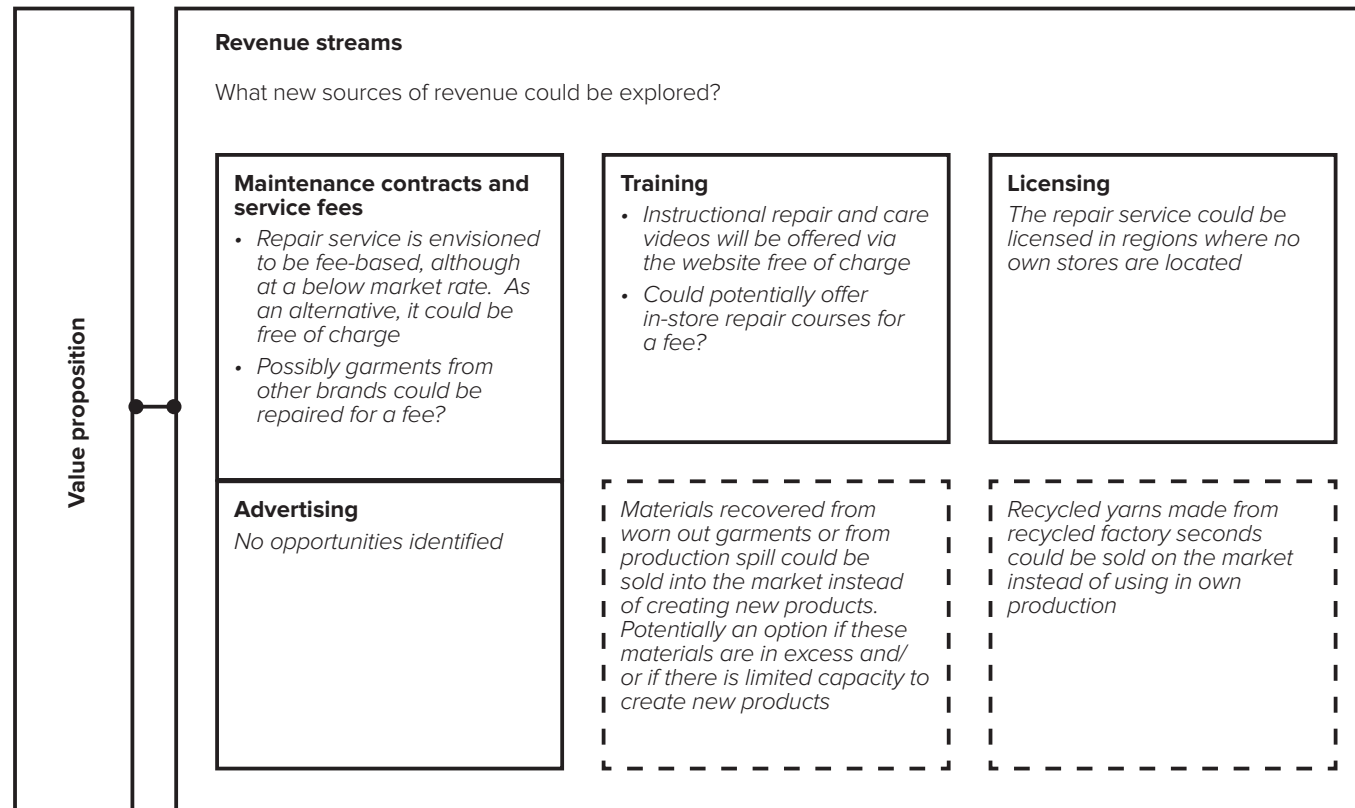 Value proposition
Revenue streams
What new sources of revenue could be explored?
Maintenance contracts and
service fees
• Repair service is envisioned
to be fee-based, although
at a below market rate.  As
an alternative, it could be
free of charge
• Possibly garments from
other brands could be
repaired for a fee?
Training
• Instructional repair and care
videos will be offered via
the website free of charge
• Could potentially offer
in-store repair courses for
a fee?
Licensing
The repair service could be
licensed in regions where no
own stores are located
Advertising
No opportunities identified
Materials recovered from
worn out garments or from
production spill could be
sold into the market instead
of creating new products.
Potentially an option if these
materials are in excess and/
or if there is limited capacity to
create new products
Recycled yarns made from
recycled factory seconds
could be sold on the market
instead of using in own
production